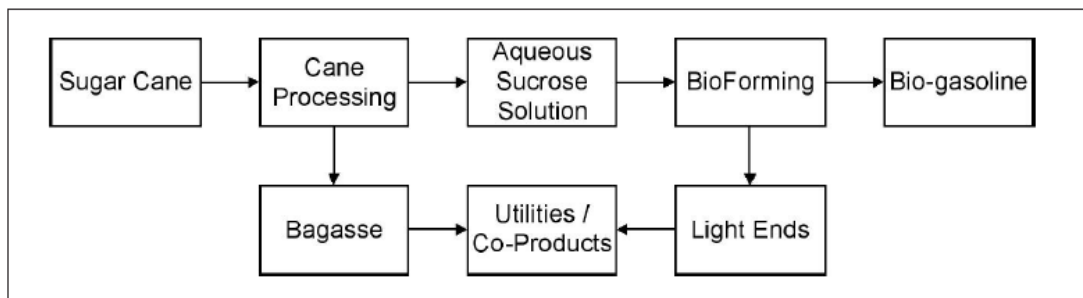 Sugar Cane
Cane
Processing
Aqueous
Sucrose
Solution
BioForming
Bio-gasoline
Bagasse
Utilities /
Co-Products
Light Ends